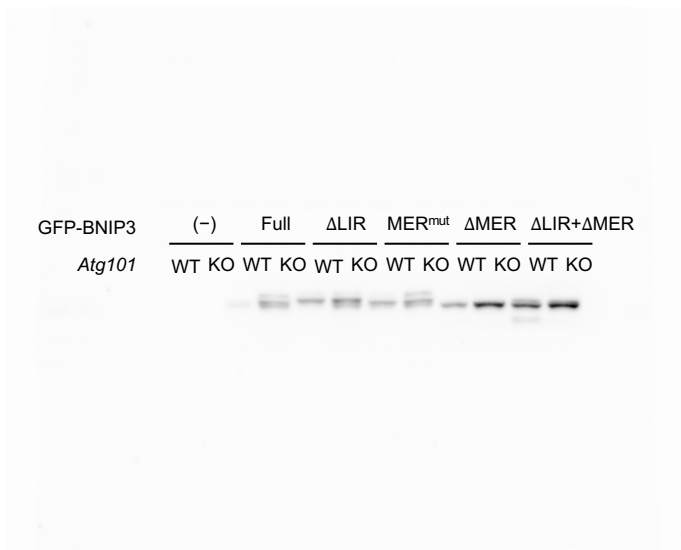 GFP-BNIP3 (−) Full ΔLIR MERᵐᵘᵗ ΔMER ΔLIR+ΔMER
Atg101 WT KO WT KO WT KO WT KO WT KO WT KO